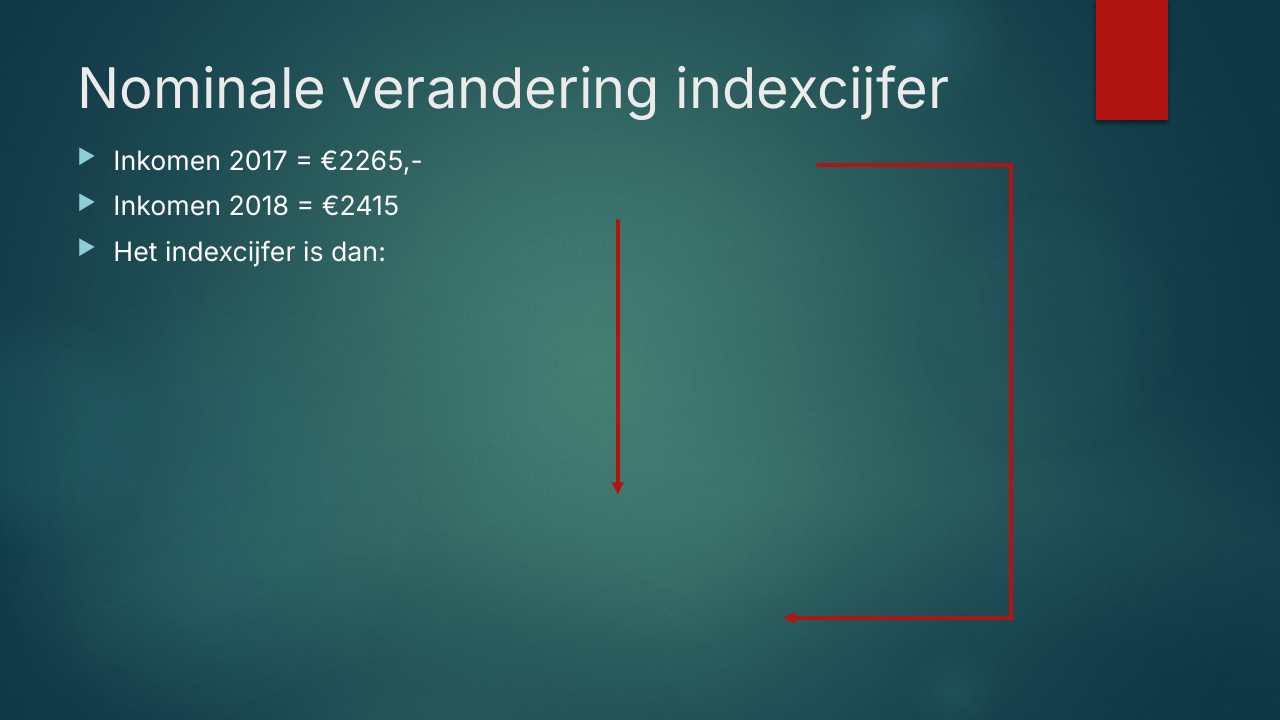 Nominale verandering indexcijfer
Inkomen 2017 = €2265,-
Inkomen 2018 = €2415
Het indexcijfer is dan: